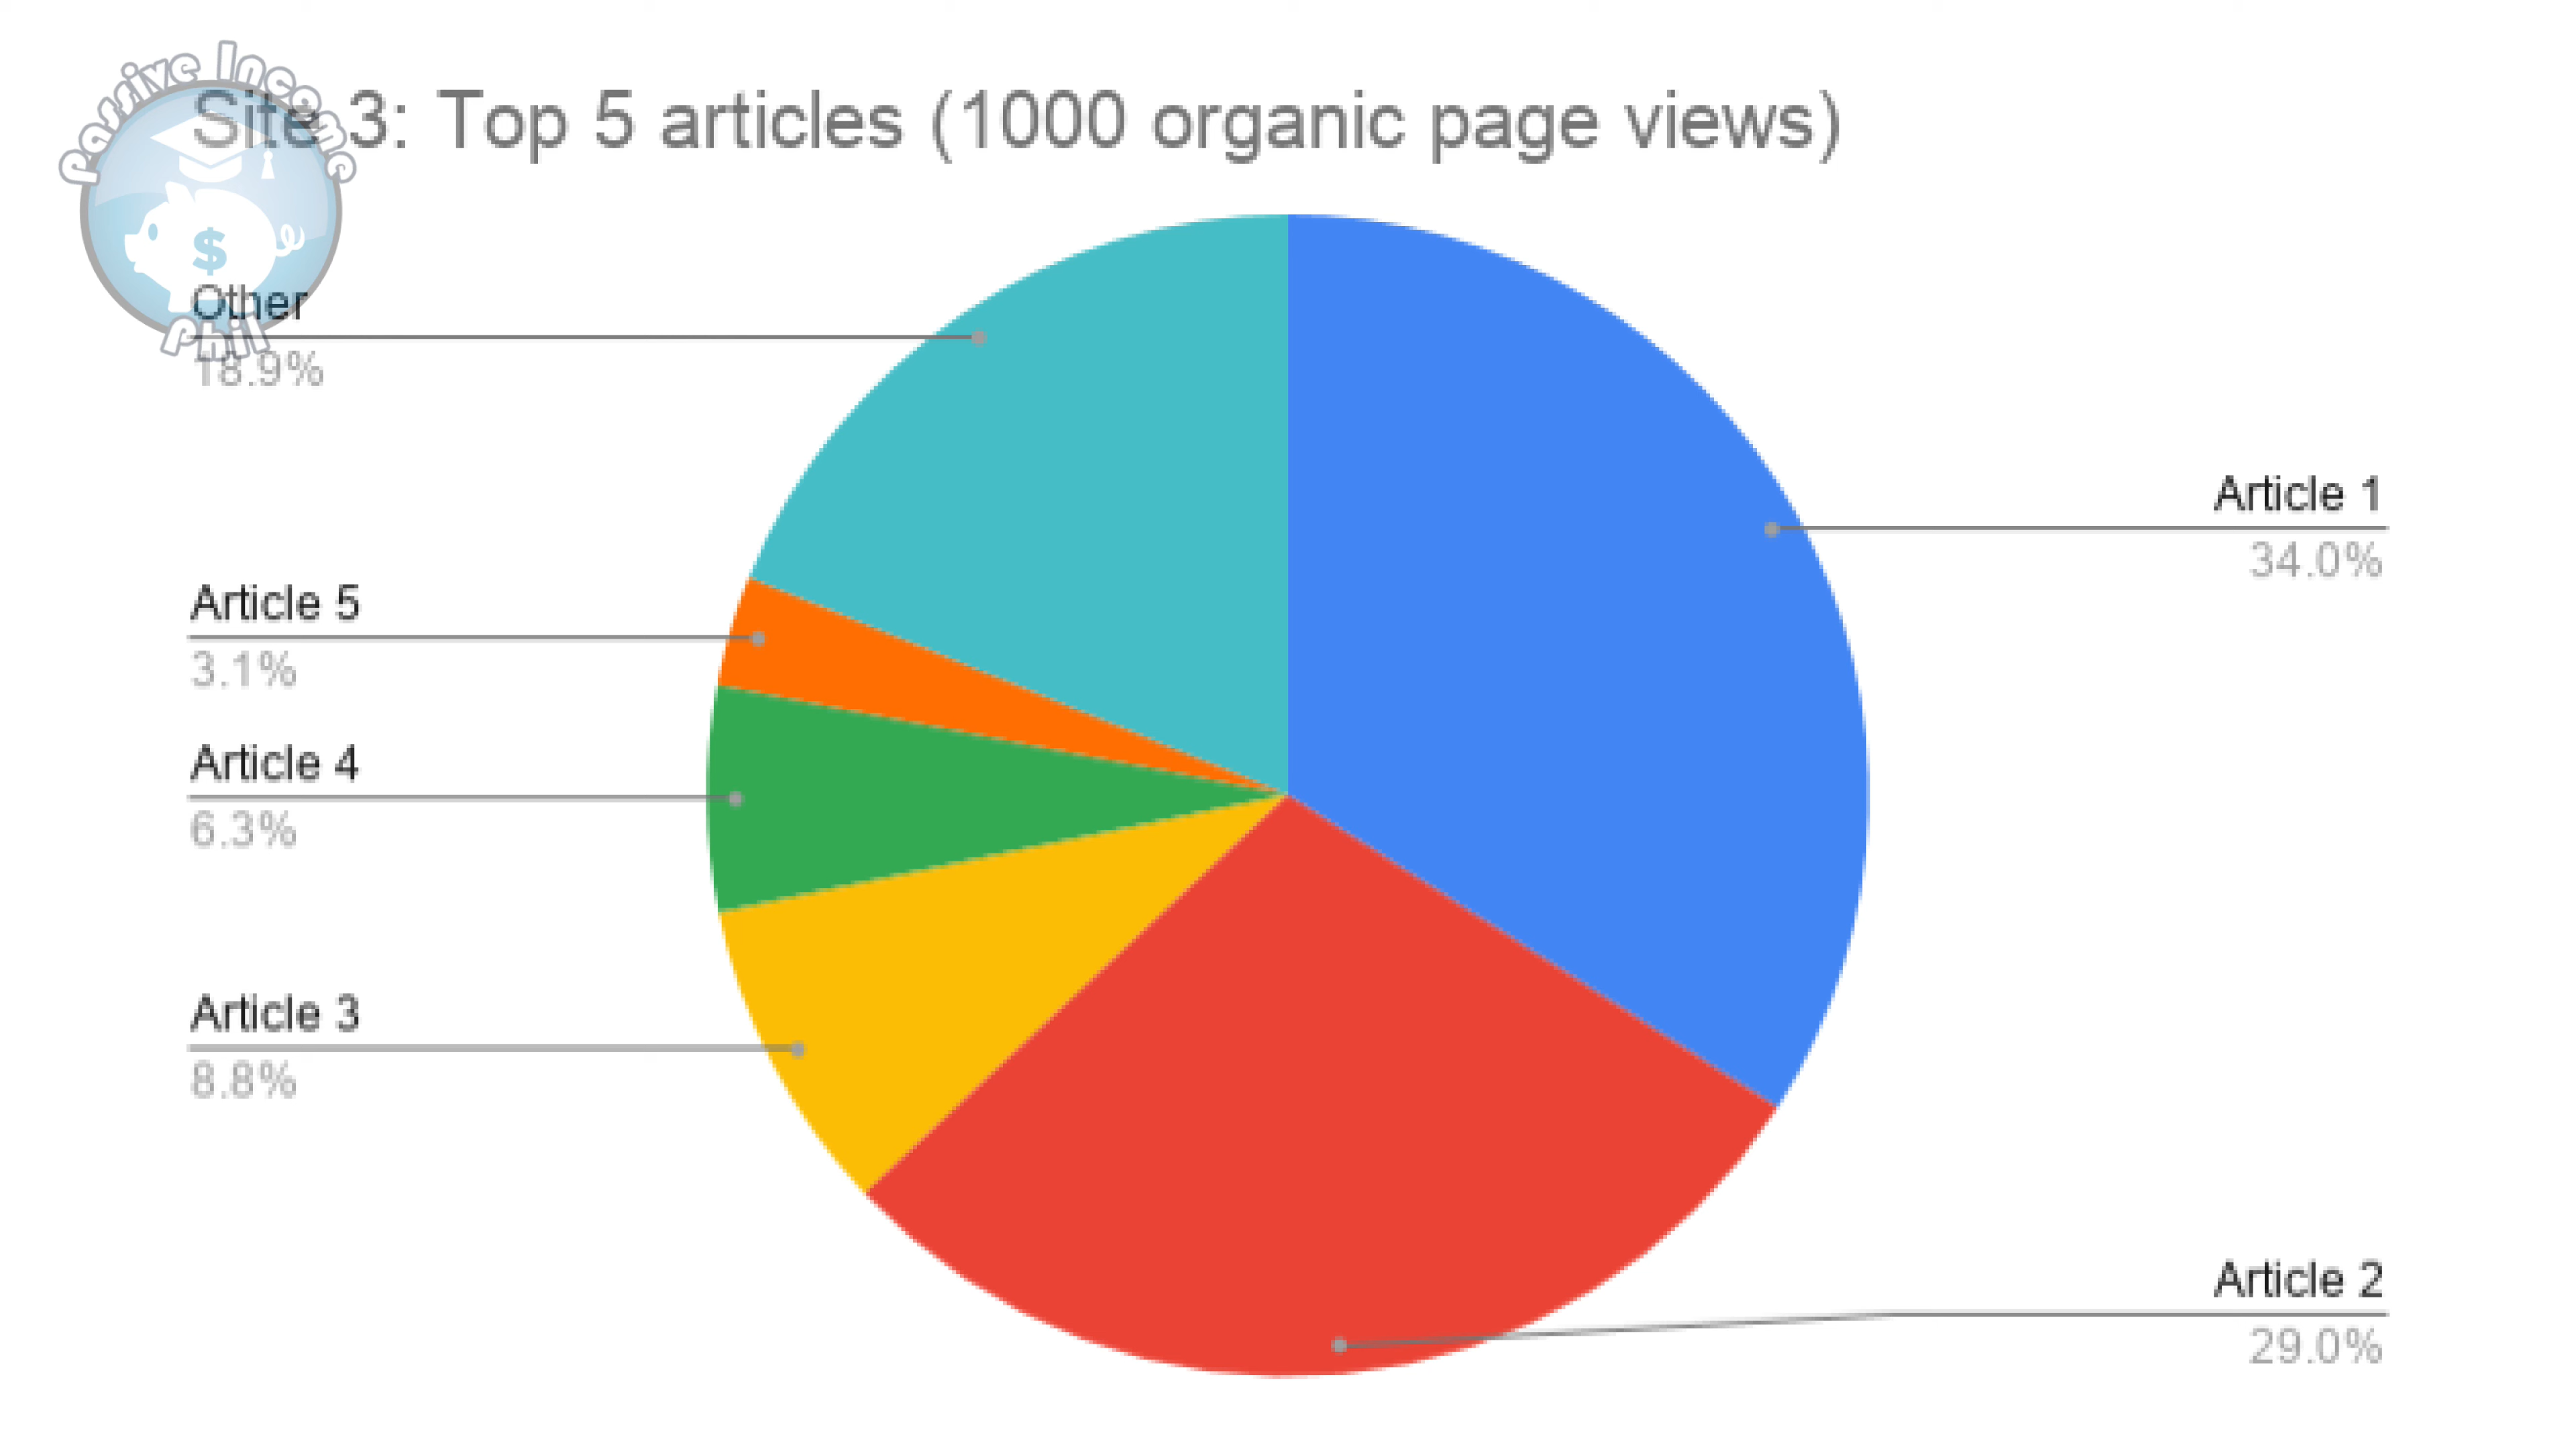 Passive Income
Phil
$
Site 3: Top 5 articles (1000 organic page views)
Other
18.9%
Article 1
34.0%
Article 5
3.1%
Article 4
6.3%
Article 3
8.8%
Article 2
29.0%